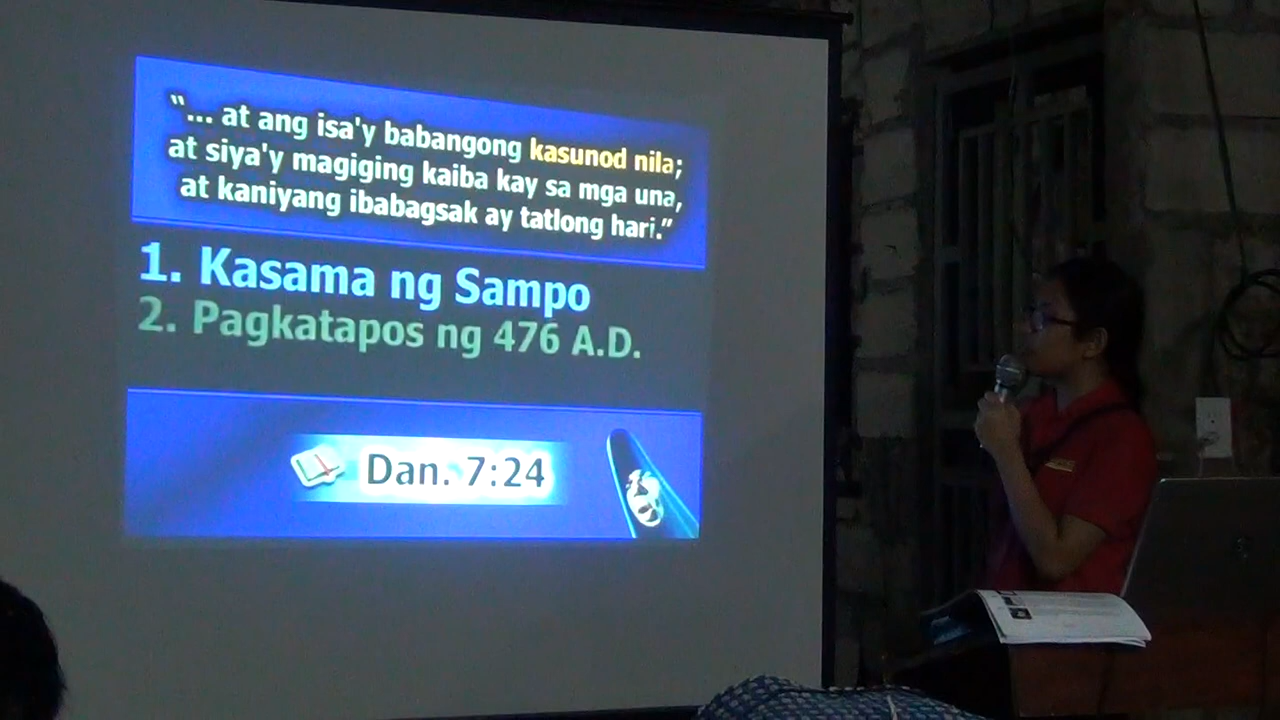 “... at ang isa'y babangong kasunod nila;
at siya'y magiging kaiba kay sa mga una,
at kaniyang ibabagsak ay tatlong hari.”
1. Kasama ng Sampo
2. Pagkatapos ng 476 A.D.
Dan. 7:24